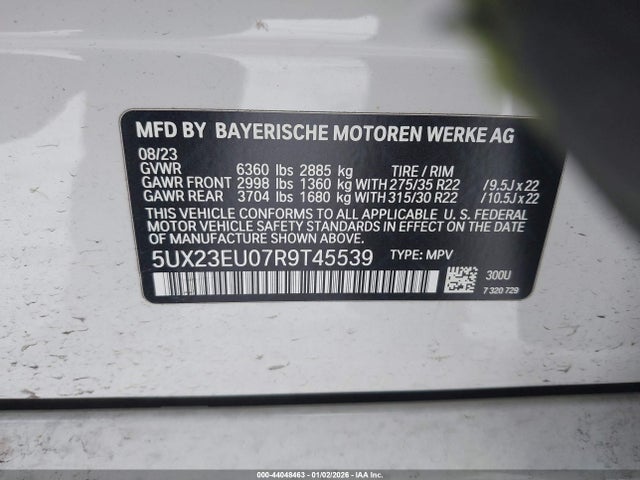 MFD BY BAYERISCHE MOTOREN WERKE AG
08/23
GVWR 6360 lbs 2885 kg TIRE / RIM
GAWR FRONT 2998 lbs 1360 kg WITH 275/35 R22 / 9.5J x 22
GAWR REAR 3704 lbs 1680 kg WITH 315/30 R22 / 10.5J x 22
THIS VEHICLE CONFORMS TO ALL APPLICABLE U. S. FEDERAL
MOTOR VEHICLE SAFETY STANDARDS IN EFFECT ON THE
DATE OF MANUFACTURE SHOWN ABOVE.
5UX23EU07R9T45539 TYPE: MPV
300U
7 320 729
000-44048463 - 01/02/2026 - IAAI.COM